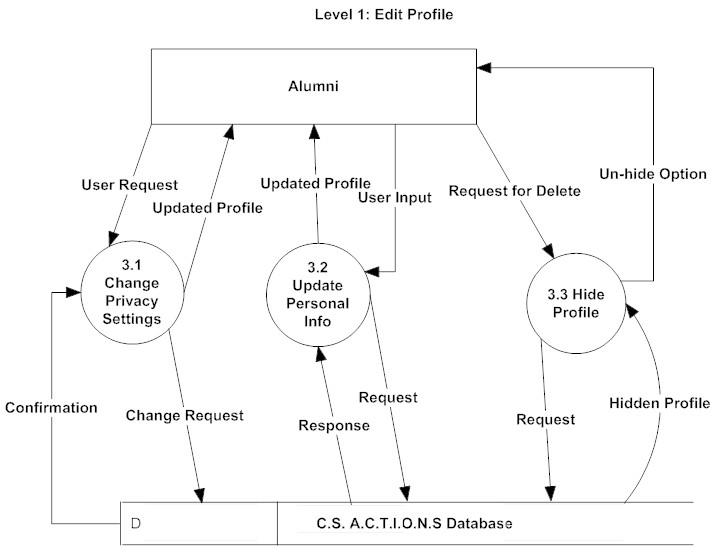 Level 1: Edit Profile
Alumni
User Request
Updated Profile
Updated Profile
User Input
Request for Delete
Un-hide Option
3.1
Change
Privacy
Settings
3.2
Update
Personal
Info
3.3 Hide
Profile
Confirmation
Change Request
Response
Request
Request
Hidden Profile
D
C.S. A.C.T.I.O.N.S Database